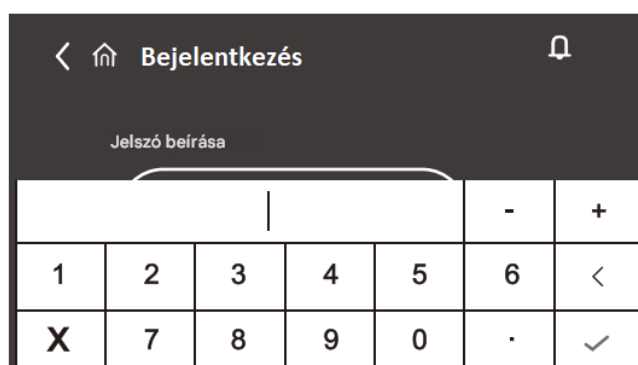 Bejelentkezés
Jelszó beírása
- +
1 2 3 4 5 6 <
X 7 8 9 0 .